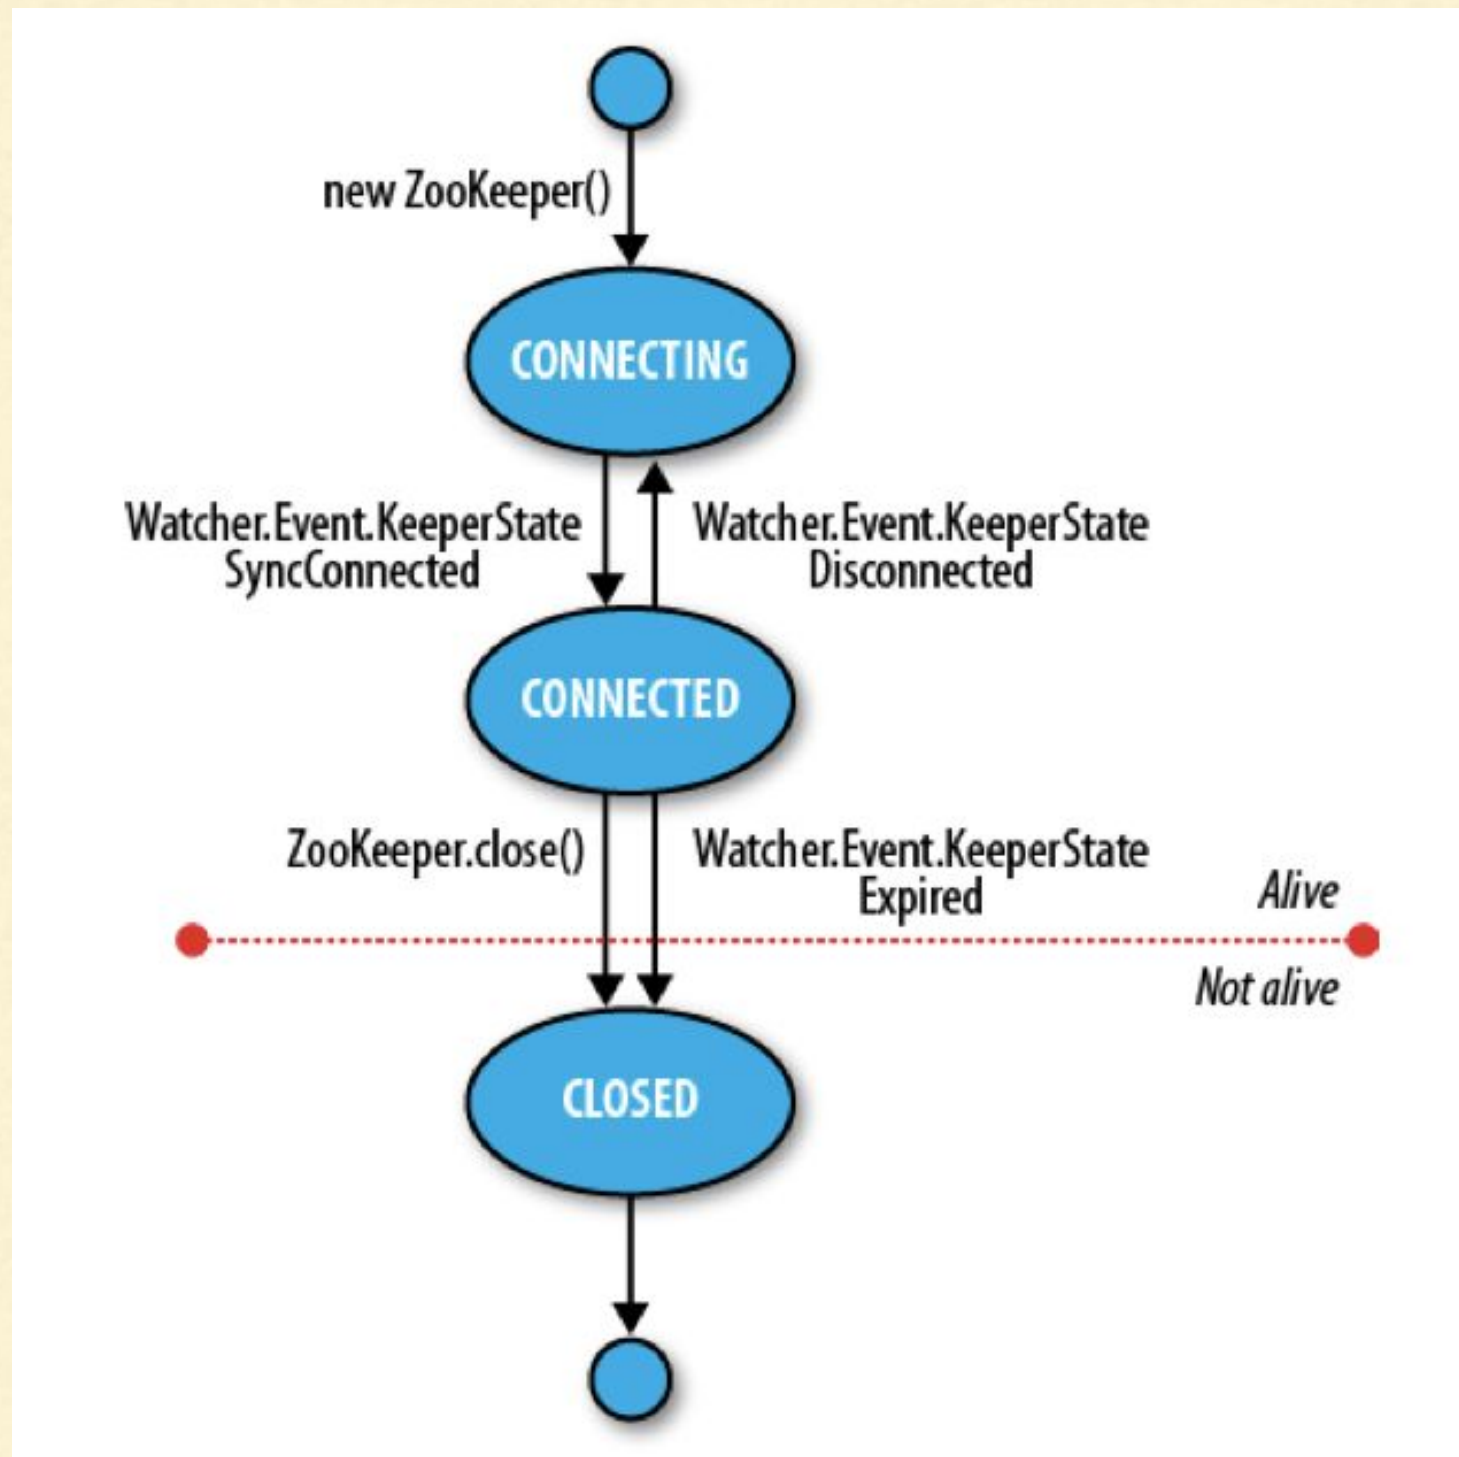 new ZooKeeper()
CONNECTING
Watcher.Event.KeeperState
SyncConnected
Watcher.Event.KeeperState
Disconnected
CONNECTED
ZooKeeper.close()
Watcher.Event.KeeperState
Expired
Alive
Not alive
CLOSED